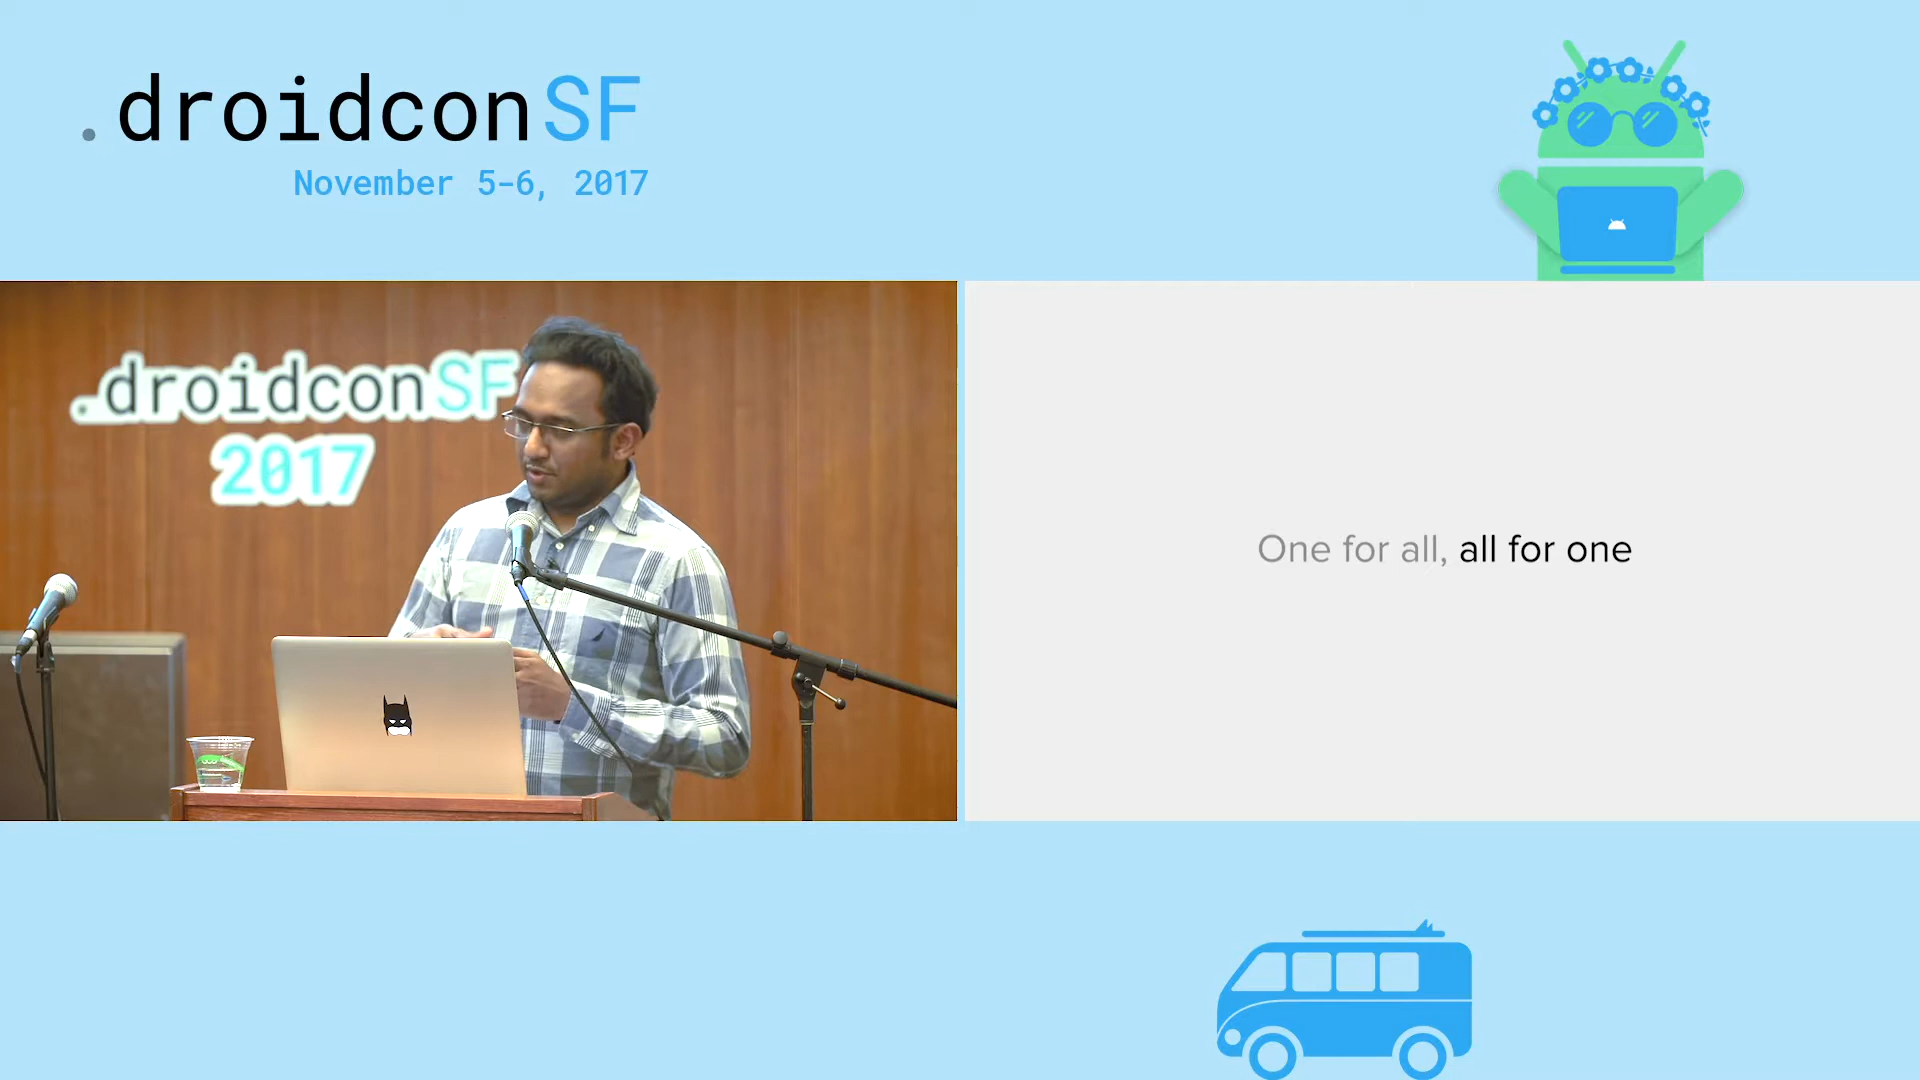 .droidconSF
November 5-6, 2017
.droidconSF
2017
One for all, all for one